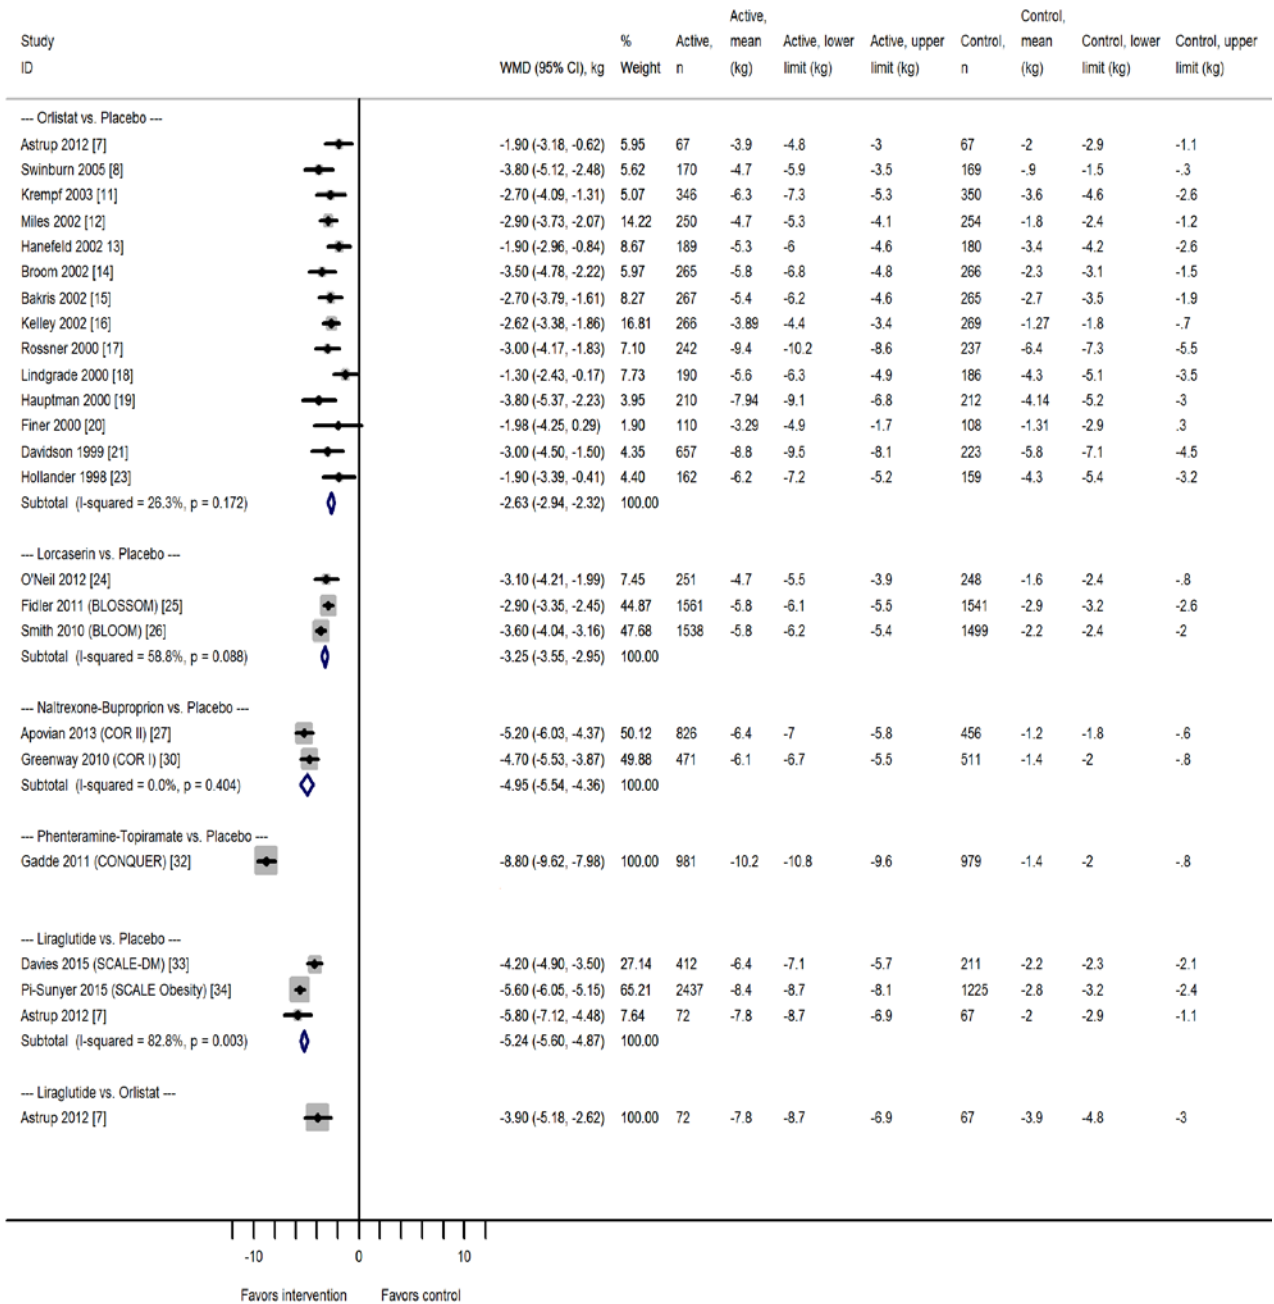 Active, Control,
Study % Active, mean Active, lower Active, upper Control, mean Control, lower Control, upper
ID WMD (95% CI), kg Weight n (kg) limit (kg) limit (kg) n (kg) limit (kg) limit (kg)
--- Orlistat vs. Placebo ---
Astrup 2012 [7] -1.90 (-3.18, -0.62) 5.95 67 -3.9 -4.8 -3 67 -2 -2.9 -1.1
Swinburn 2005 [8] -3.80 (-5.12, -2.48) 5.62 170 -4.7 -5.9 -3.5 169 -.9 -1.5 -.3
Krempf 2003 [11] -2.70 (-4.09, -1.31) 5.07 346 -6.3 -7.3 -5.3 350 -3.6 -4.6 -2.6
Miles 2002 [12] -2.90 (-3.73, -2.07) 14.22 250 -4.7 -5.3 -4.1 254 -1.8 -2.4 -1.2
Hanefeld 2002 13] -1.90 (-2.96, -0.84) 8.67 189 -5.3 -6 -4.6 180 -3.4 -4.2 -2.6
Broom 2002 [14] -3.50 (-4.78, -2.22) 5.97 265 -5.8 -6.8 -4.8 266 -2.3 -3.1 -1.5
Bakris 2002 [15] -2.70 (-3.79, -1.61) 8.27 267 -5.4 -6.2 -4.6 265 -2.7 -3.5 -1.9
Kelley 2002 [16] -2.62 (-3.38, -1.86) 16.81 266 -3.89 -4.4 -3.4 269 -1.27 -1.8 -.7
Rossner 2000 [17] -3.00 (-4.17, -1.83) 7.10 242 -9.4 -10.2 -8.6 237 -6.4 -7.3 -5.5
Lindgrade 2000 [18] -1.30 (-2.43, -0.17) 7.73 190 -5.6 -6.3 -4.9 186 -4.3 -5.1 -3.5
Hauptman 2000 [19] -3.80 (-5.37, -2.23) 3.95 210 -7.94 -9.1 -6.8 212 -4.14 -5.2 -3
Finer 2000 [20] -1.98 (-4.25, 0.29) 1.90 110 -3.29 -4.9 -1.7 108 -1.31 -2.9 .3
Davidson 1999 [21] -3.00 (-4.50, -1.50) 4.35 657 -8.8 -9.5 -8.1 223 -5.8 -7.1 -4.5
Hollander 1998 [23] -1.90 (-3.39, -0.41) 4.40 162 -6.2 -7.2 -5.2 159 -4.3 -5.4 -3.2
Subtotal (I-squared = 26.3%, p = 0.172) -2.63 (-2.94, -2.32) 100.00
--- Lorcaserin vs. Placebo ---
O'Neil 2012 [24] -3.10 (-4.21, -1.99) 7.45 251 -4.7 -5.5 -3.9 248 -1.6 -2.4 -.8
Fidler 2011 (BLOSSOM) [25] -2.90 (-3.35, -2.45) 44.87 1561 -5.8 -6.1 -5.5 1541 -2.9 -3.2 -2.6
Smith 2010 (BLOOM) [26] -3.60 (-4.04, -3.16) 47.68 1538 -5.8 -6.2 -5.4 1499 -2.2 -2.4 -2
Subtotal (I-squared = 58.8%, p = 0.088) -3.25 (-3.55, -2.95) 100.00
--- Naltrexone-Buproprion vs. Placebo ---
Apovian 2013 (COR II) [27] -5.20 (-6.03, -4.37) 50.12 826 -6.4 -7 -5.8 456 -1.2 -1.8 -.6
Greenway 2010 (COR I) [30] -4.70 (-5.53, -3.87) 49.88 471 -6.1 -6.7 -5.5 511 -1.4 -2 -.8
Subtotal (I-squared = 0.0%, p = 0.404) -4.95 (-5.54, -4.36) 100.00
--- Phenteramine-Topiramate vs. Placebo ---
Gadde 2011 (CONQUER) [32] -8.80 (-9.62, -7.98) 100.00 981 -10.2 -10.8 -9.6 979 -1.4 -2 -.8
--- Liraglutide vs. Placebo ---
Davies 2015 (SCALE-DM) [33] -4.20 (-4.90, -3.50) 27.14 412 -6.4 -7.1 -5.7 211 -2.2 -2.3 -2.1
Pi-Sunyer 2015 (SCALE Obesity) [34] -5.60 (-6.05, -5.15) 65.21 2437 -8.4 -8.7 -8.1 1225 -2.8 -3.2 -2.4
Astrup 2012 [7] -5.80 (-7.12, -4.48) 7.64 72 -7.8 -8.7 -6.9 67 -2 -2.9 -1.1
Subtotal (I-squared = 82.8%, p = 0.003) -5.24 (-5.60, -4.87) 100.00
--- Liraglutide vs. Orlistat ---
Astrup 2012 [7] -3.90 (-5.18, -2.62) 100.00 72 -7.8 -8.7 -6.9 67 -3.9 -4.8 -3
-10 0 10
Favors intervention Favors control